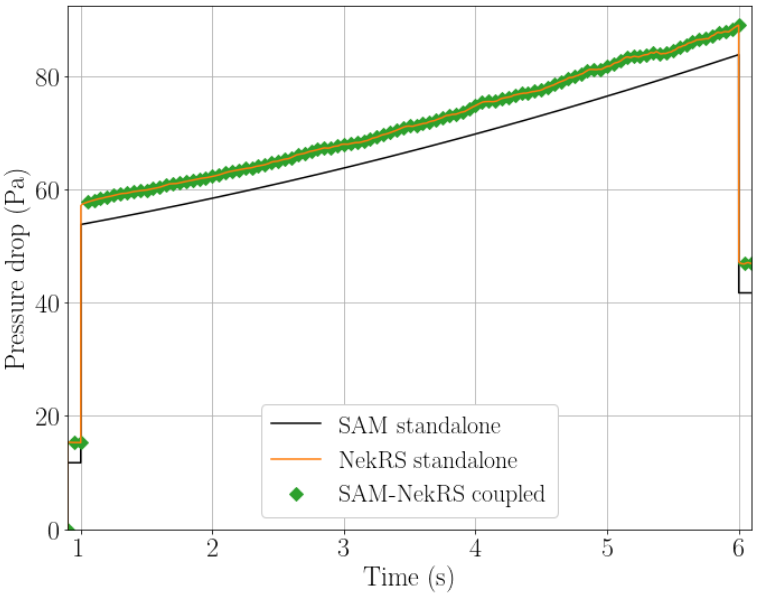 Pressure drop (Pa)
80
60
40
20
0
SAM standalone
NekRS standalone
SAM-NekRS coupled
1 2 3 4 5 6
Time (s)